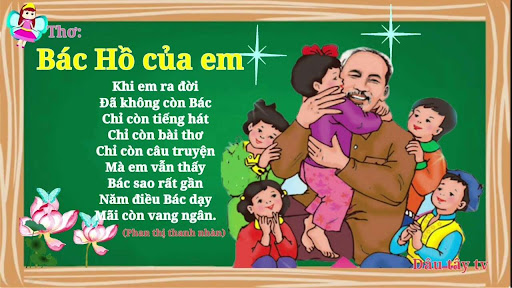 Thơ:
Bác Hồ của em
Khi em ra đời
Đã không còn Bác
Chỉ còn tiếng hát
Chỉ còn bài thơ
Chỉ còn câu truyện
Mà em vẫn thấy
Bác sao rất gần
Năm điều Bác dạy
Mãi còn vang ngân.
(Phan thị thanh nhàn)
Dâu tây tv